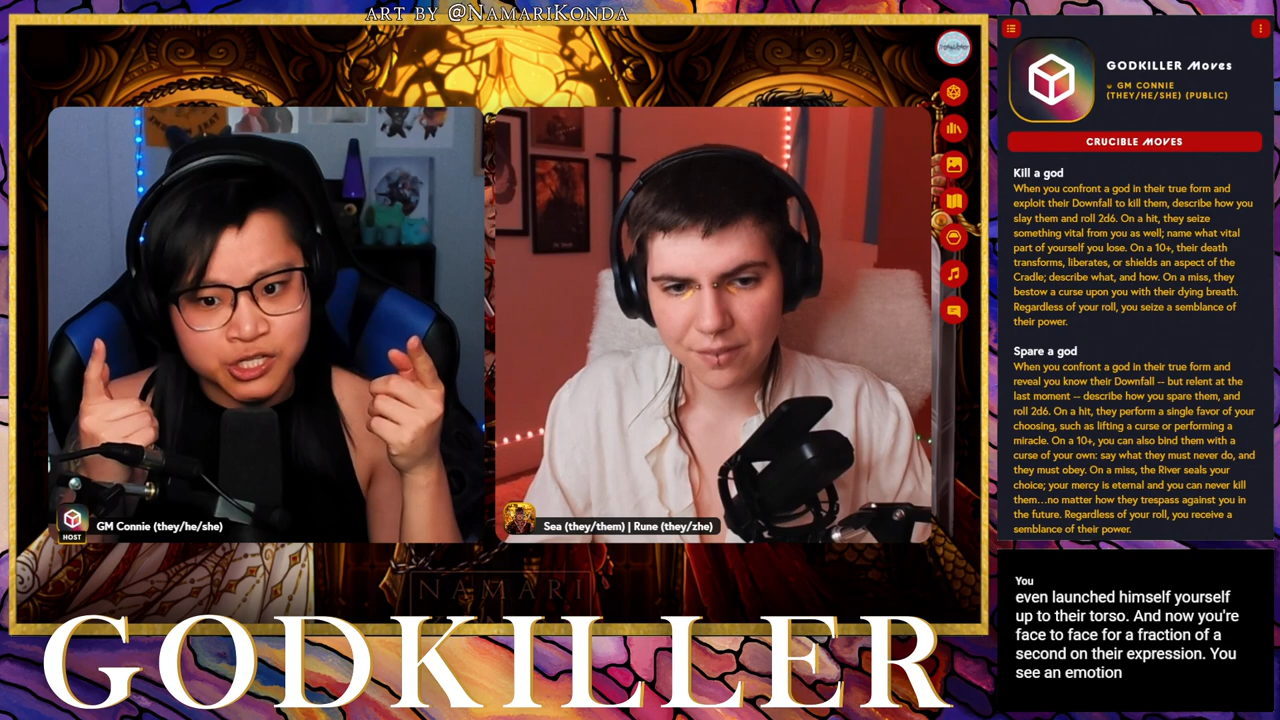 ART BY @NAMARIKONDA
GODKILLER Moves
GM CONNIE
(THEY/HE/SHE) (PUBLIC)
CRUCIBLE MOVES
Kill a god
When you confront a god in their true form and
exploit their Downfall to kill them, describe how you
slay them and roll 2d6. On a hit, they seize
something vital from you as well; name what vital
part of yourself you lose. On a 10+, their death
transforms, liberates, or shields an aspect of the
Cradle; describe what, and how. On a miss, they
bestow a curse upon you with their dying breath.
Regardless of your roll, you seize a semblance of
their power.
Spare a god
When you confront a god in their true form and
reveal you know their Downfall -- but relent at the
last moment -- describe how you spare them, and
roll 2d6. On a hit, they perform a single favor of your
choosing, such as lifting a curse or performing a
miracle. On a 10+, you can also bind them with a
curse of your own: say what they must never do, and
they must obey. On a miss, the River seals your
choice; your mercy is eternal and you can never kill
them...no matter how they trespass against you in
the future. Regardless of your roll, you receive a
semblance of their power.
GM Connie (they/he/she)
HOST
Sea (they/them) | Rune (they/zhe)
NAMARI
GODKILLER
You
even launched himself yourself
up to their torso. And now you're
face to face for a fraction of a
second on their expression. You
see an emotion